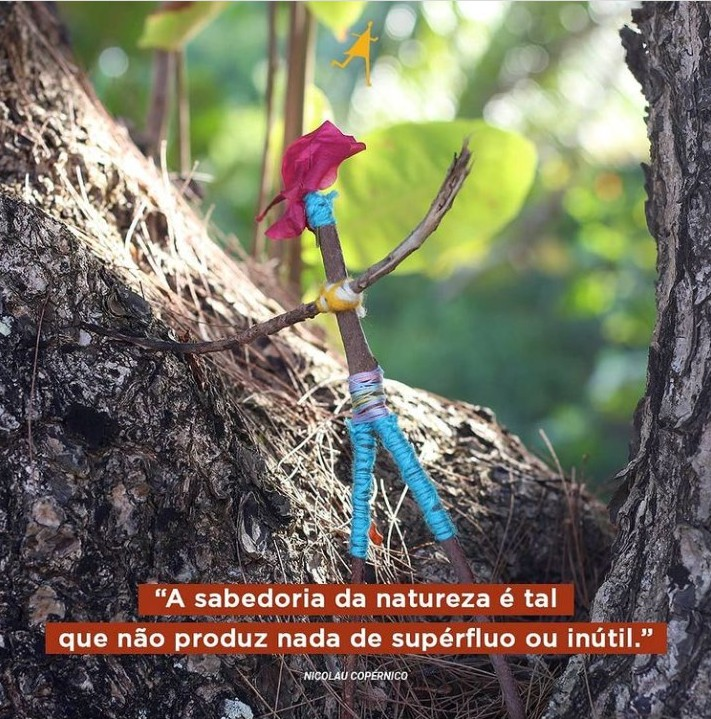 “A sabedoria da natureza é tal
que não produz nada de supérfluo ou inútil.”
NICOLAU COPÉRNICO